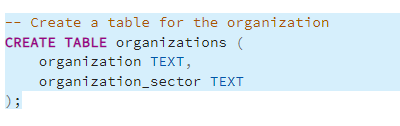 -- Create a table for the organization
CREATE TABLE organizations (
    organization TEXT,
    organization_sector TEXT
);